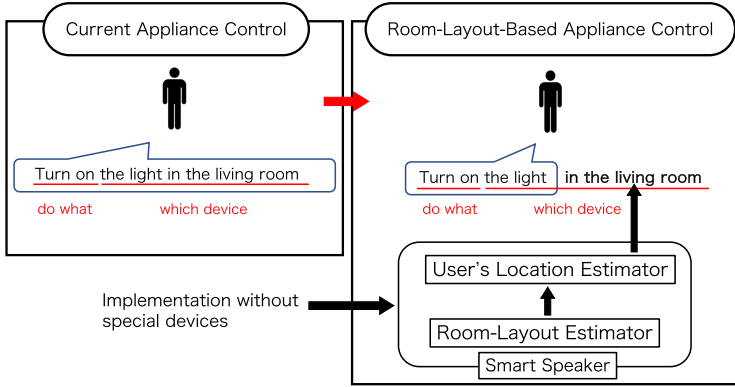 Current Appliance Control
Turn on the light in the living room
do what
which device
Room-Layout-Based Appliance Control
Turn on the light in the living room
do what
which device
User's Location Estimator
Room-Layout Estimator
Smart Speaker
Implementation without
special devices